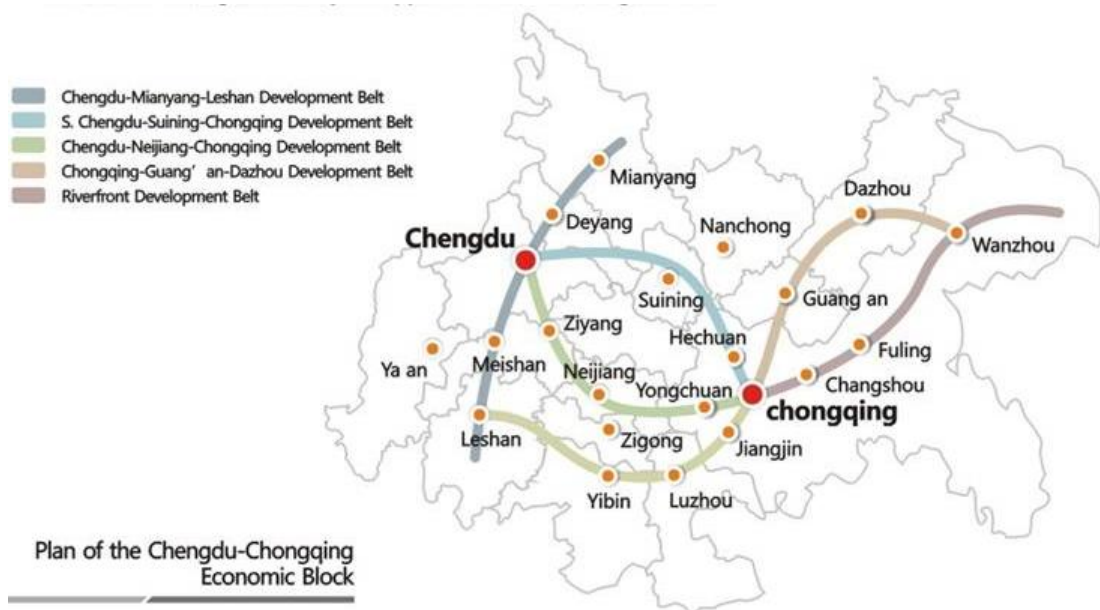 Chengdu-Mianyang-Leshan Development Belt
S. Chengdu-Suining-Chongqing Development Belt
Chengdu-Neijiang-Chongqing Development Belt
Chongqing-Guang' an-Dazhou Development Belt
Riverfront Development Belt
Mianyang
Dazhou
Deyang
Nanchong
Chengdu
Wanzhou
Suining
Guang an
Ziyang
Hechuan
Ya an
Meishan
Fuling
Neijiang
Yongchuan
Changshou
chongqing
Leshan
Zigong
Jiangjin
Yibin
Luzhou
Plan of the Chengdu-Chongqing
Economic Block